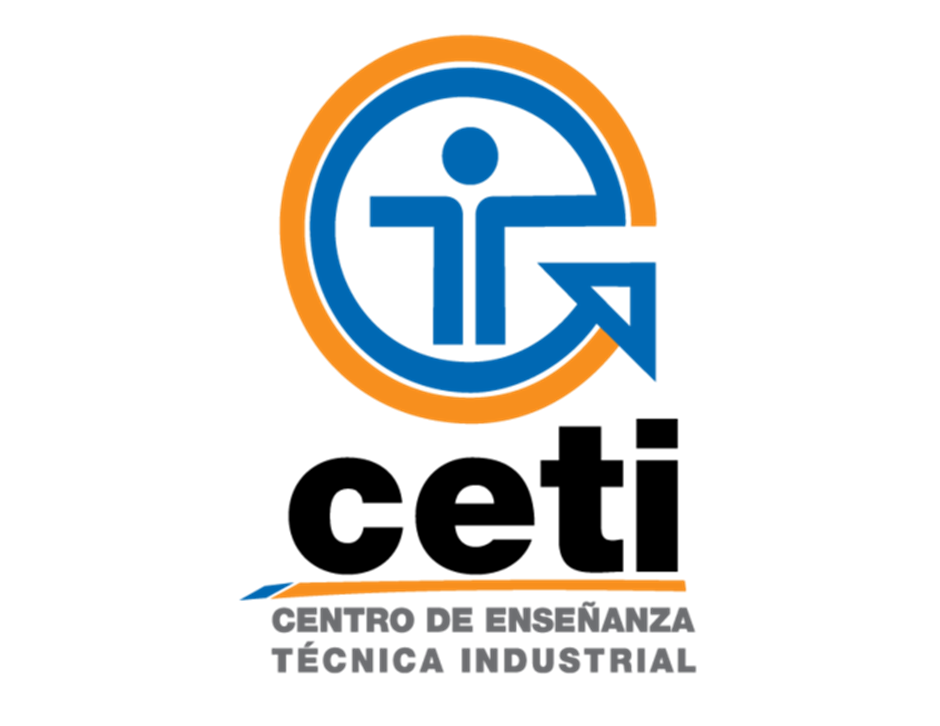 ceti
CENTRO DE ENSEÑANZA
TÉCNICA INDUSTRIAL